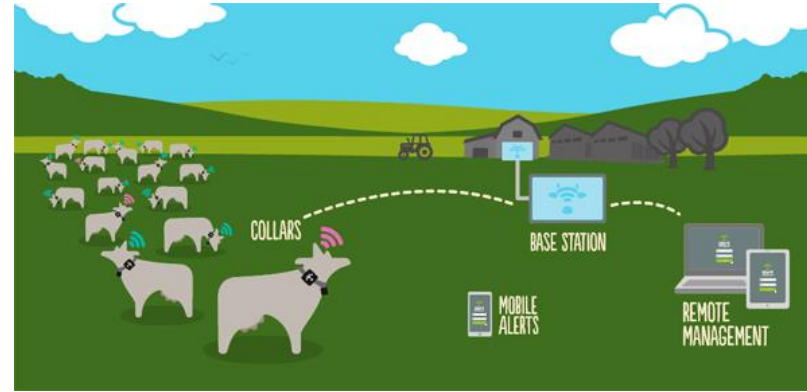 COLLARS
BASE STATION
MOBILE
ALERTS
REMOTE
MANAGEMENT